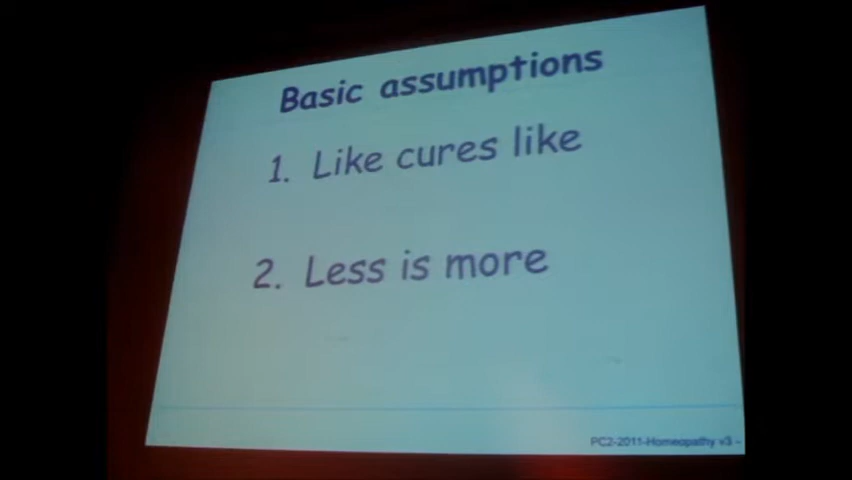 Basic assumptions
1. Like cures like
2. Less is more
PC2-2011-Homeopathy v3 -